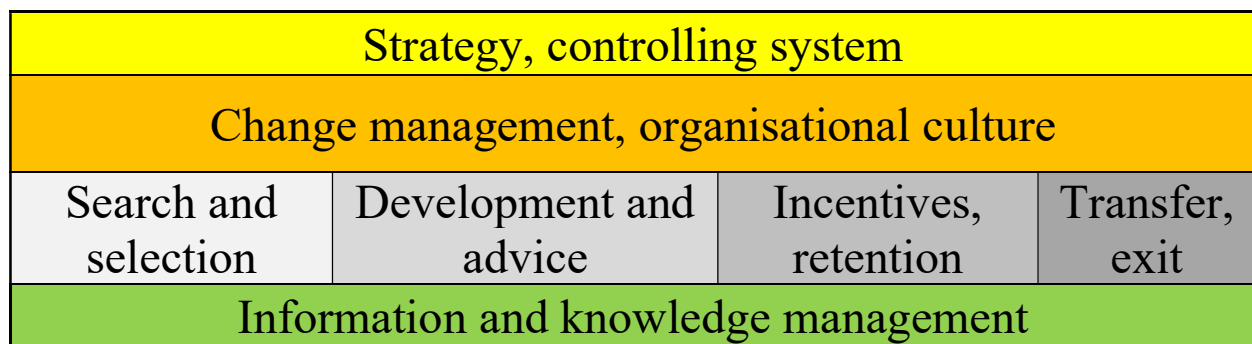 Strategy, controlling system
Change management, organisational culture
Search and
selection
Development and
advice
Incentives,
retention
Transfer,
exit
Information and knowledge management